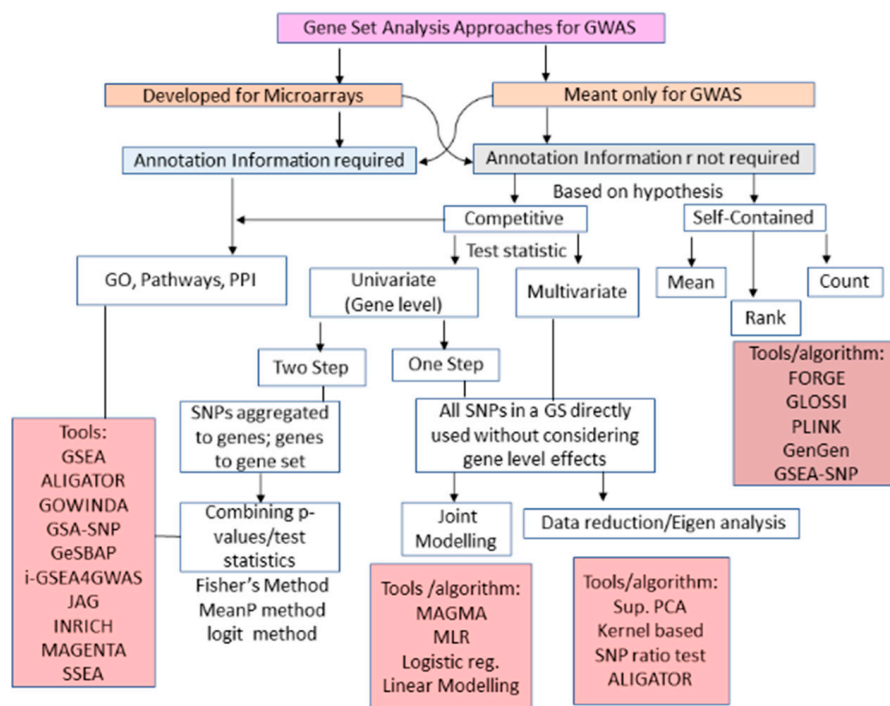 Gene Set Analysis Approaches for GWAS
Developed for Microarrays
Meant only for GWAS
Annotation Information required
Annotation Information r not required
Based on hypothesis
Competitive
Self-Contained
Test statistic
GO, Pathways, PPI
Univariate
(Gene level)
Multivariate
Mean
Count
Rank
Two Step
One Step
SNPs aggregated
to genes; genes
to gene set
All SNPs in a GS directly
used without considering
gene level effects
Tools/algorithm:
FORGE
GLOSSI
PLINK
GenGen
GSEA-SNP
Tools:
GSEA
ALIGATOR
GOWINDA
GSA-SNP
GeSBAP
i-GSEA4GWAS
JAG
INRICH
MAGENTA
SSEA
Combining p-
values/test
statistics
Fisher's Method
MeanP method
logit method
Joint
Modelling
Data reduction/Eigen analysis
Tools /algorithm:
MAGMA
MLR
Logistic reg.
Linear Modelling
Tools/algorithm:
Sup. PCA
Kernel based
SNP ratio test
ALIGATOR